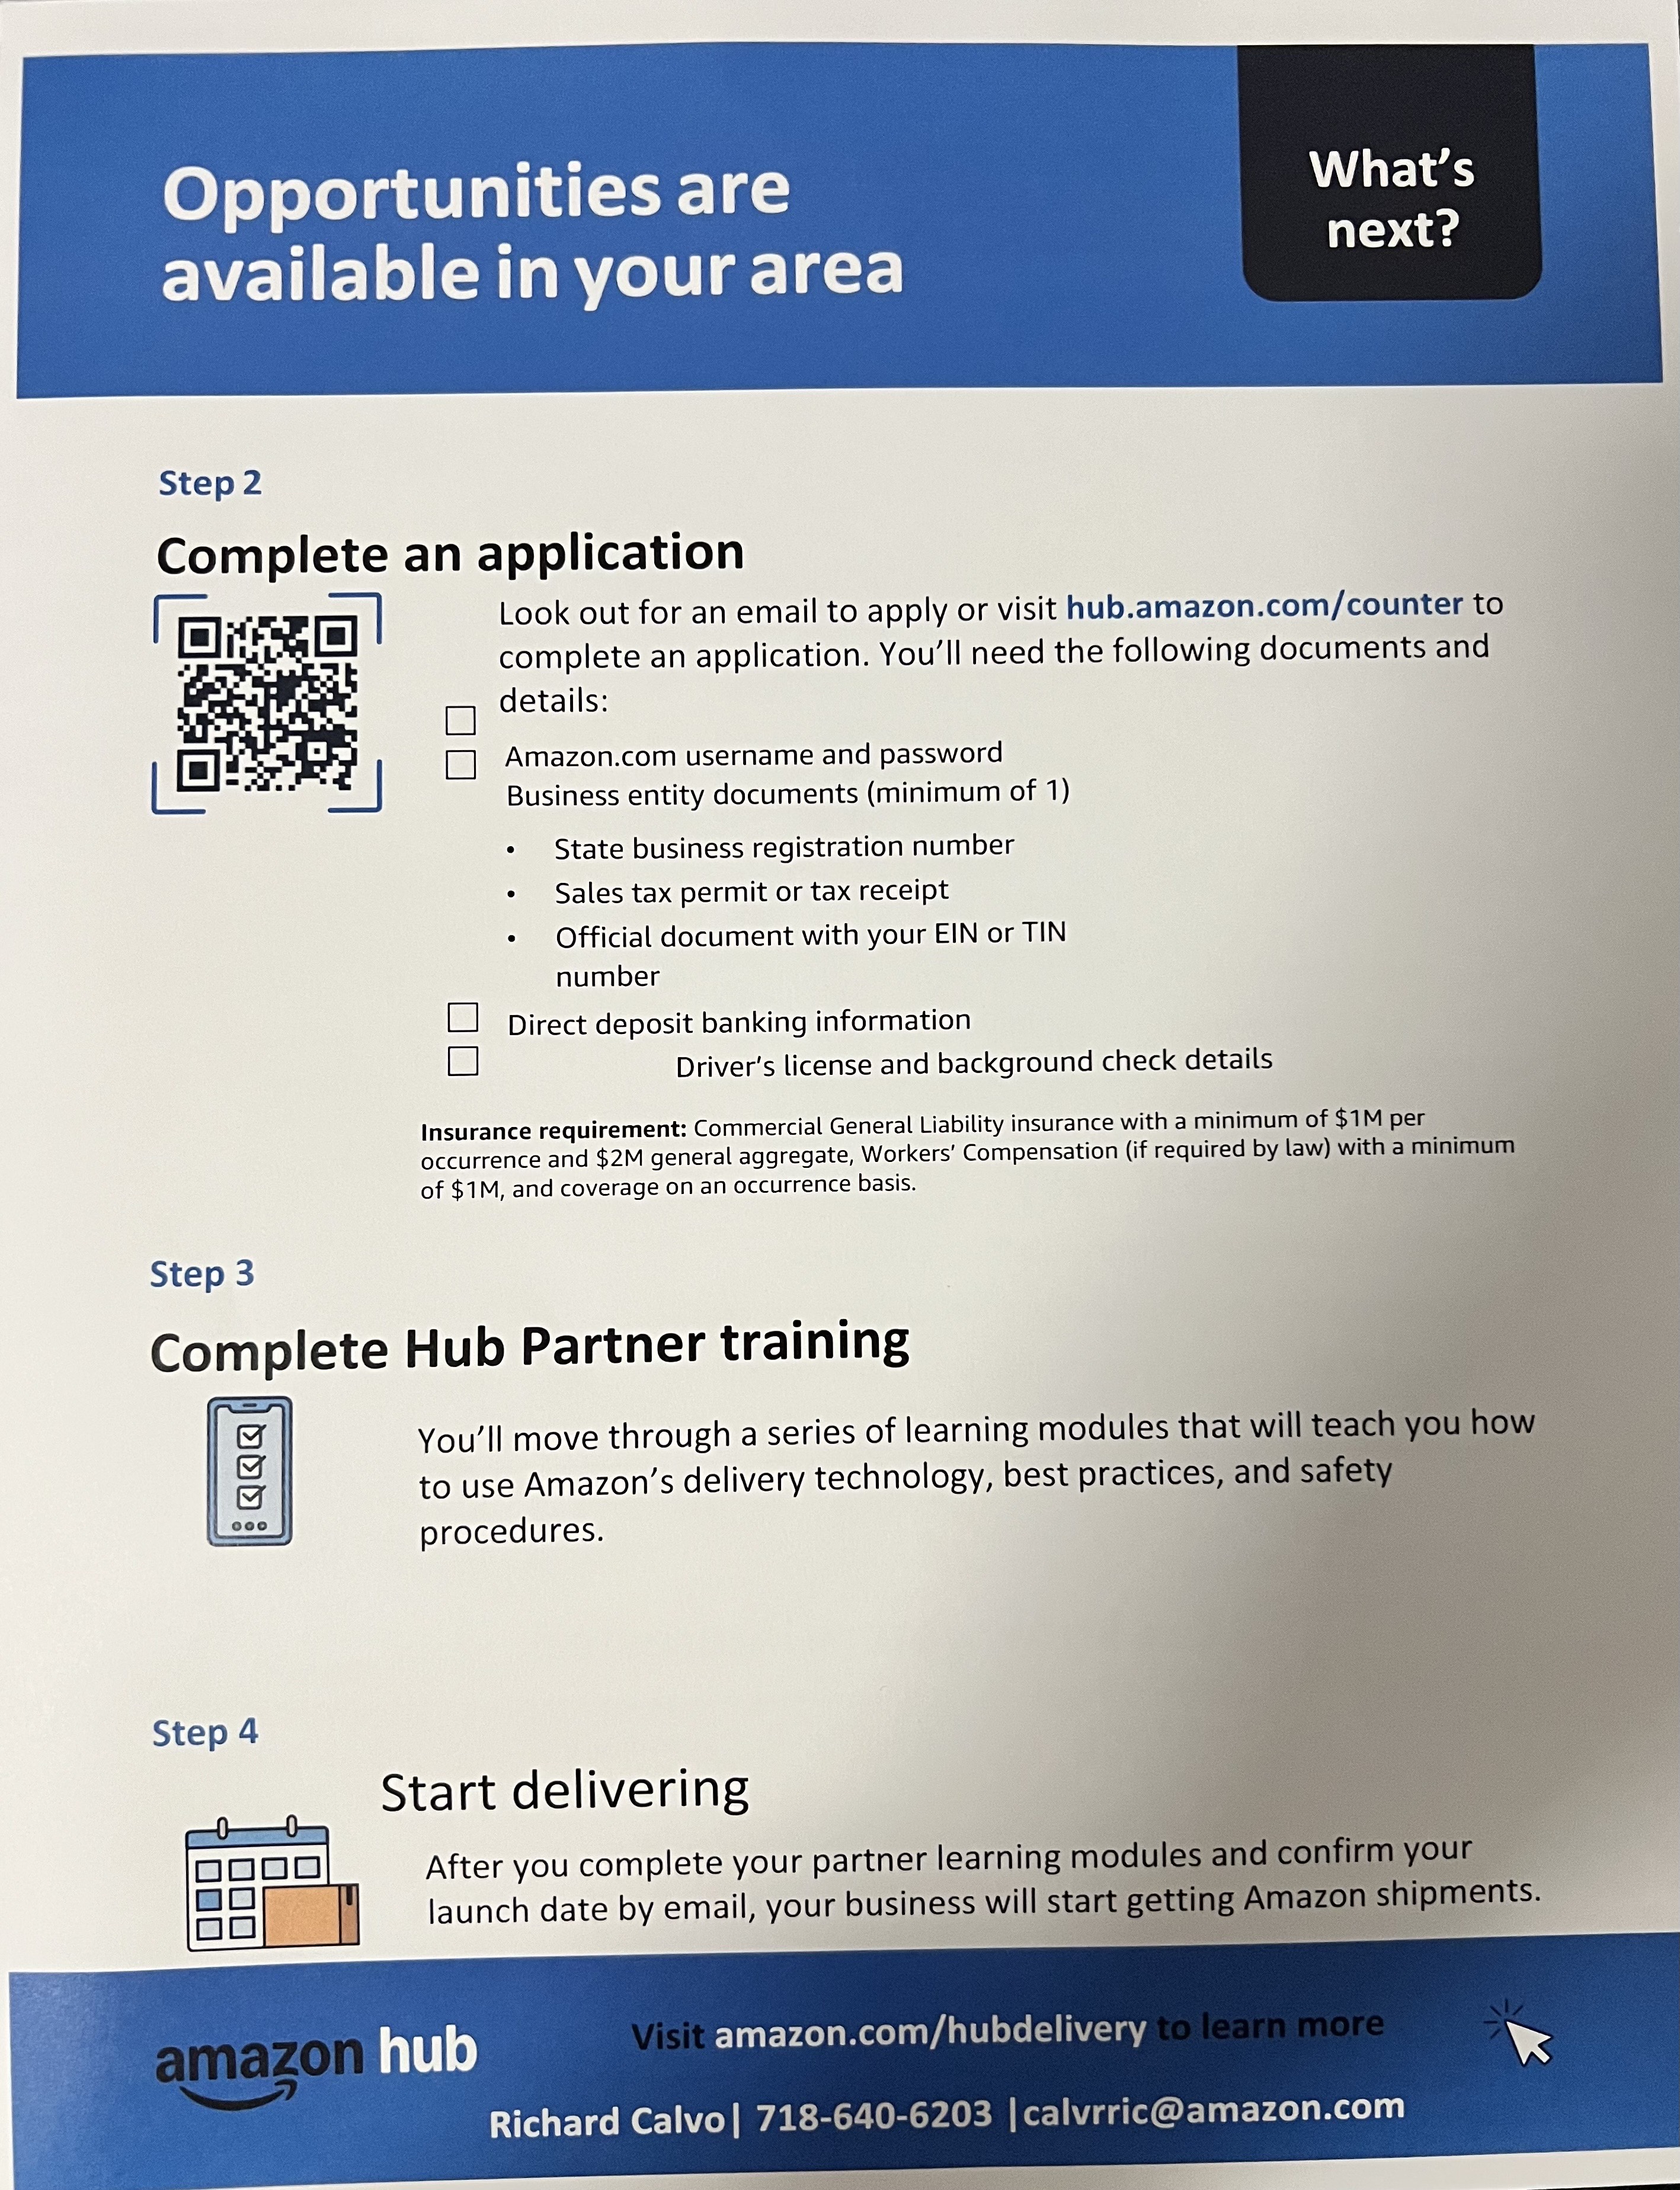 Opportunities are
available in your area
What's
next?
Step 2
Complete an application
Look out for an email to apply or visit hub.amazon.com/counter to
complete an application. You'll need the following documents and
details:
Amazon.com username and password
Business entity documents (minimum of 1)
• State business registration number
• Sales tax permit or tax receipt
• Official document with your EIN or TIN
number
Direct deposit banking information
Driver's license and background check details
Insurance requirement: Commercial General Liability insurance with a minimum of $1M per
occurrence and $2M general aggregate, Workers' Compensation (if required by law) with a minimum
of $1M, and coverage on an occurrence basis.
Step 3
Complete Hub Partner training
You'll move through a series of learning modules that will teach you how
to use Amazon's delivery technology, best practices, and safety
procedures.
Step 4
Start delivering
After you complete your partner learning modules and confirm your
launch date by email, your business will start getting Amazon shipments.
amazon hub
Visit amazon.com/hubdelivery to learn more
Richard Calvo| 718-640-6203 |calvrric@amazon.com